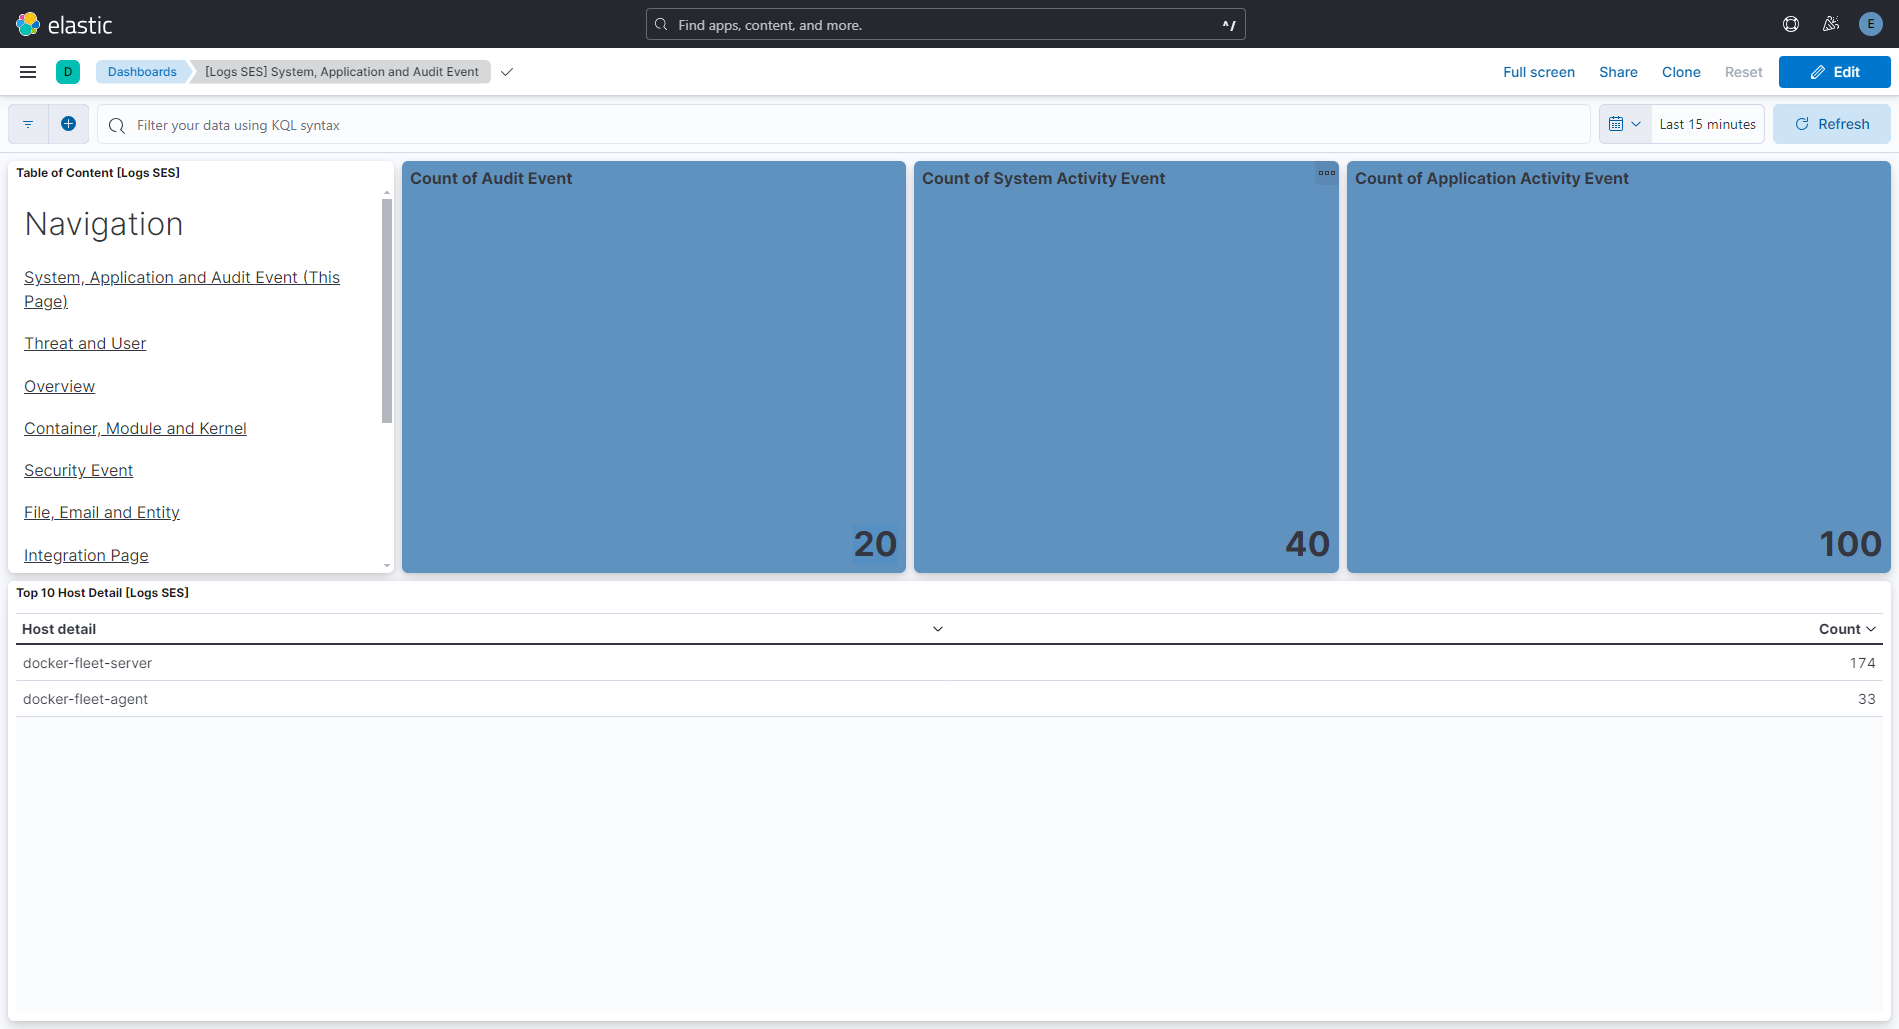 elastic
Find apps, content, and more.
^/
E
D
Dashboards
[Logs SES] System, Application and Audit Event
Full screen
Share
Clone
Reset
Edit
Filter your data using KQL syntax
Last 15 minutes
Refresh
Table of Content [Logs SES]
Navigation
System, Application and Audit Event (This
Page)
Threat and User
Overview
Container, Module and Kernel
Security Event
File, Email and Entity
Integration Page
Count of Audit Event
20
Count of System Activity Event
40
Count of Application Activity Event
100
Top 10 Host Detail [Logs SES]
Host detail
Count
docker-fleet-server
174
docker-fleet-agent
33